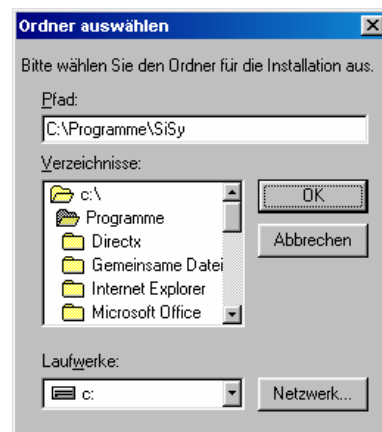 Ordner auswählen
Bitte wählen Sie den Ordner für die Installation aus.
Pfad:
C:\Programme\SiSy
Verzeichnisse:
c:\
Programme
Directx
Gemeinsame Datei
Internet Explorer
Microsoft Office
OK
Abbrechen
Laufwerke:
c:
Netzwerk...